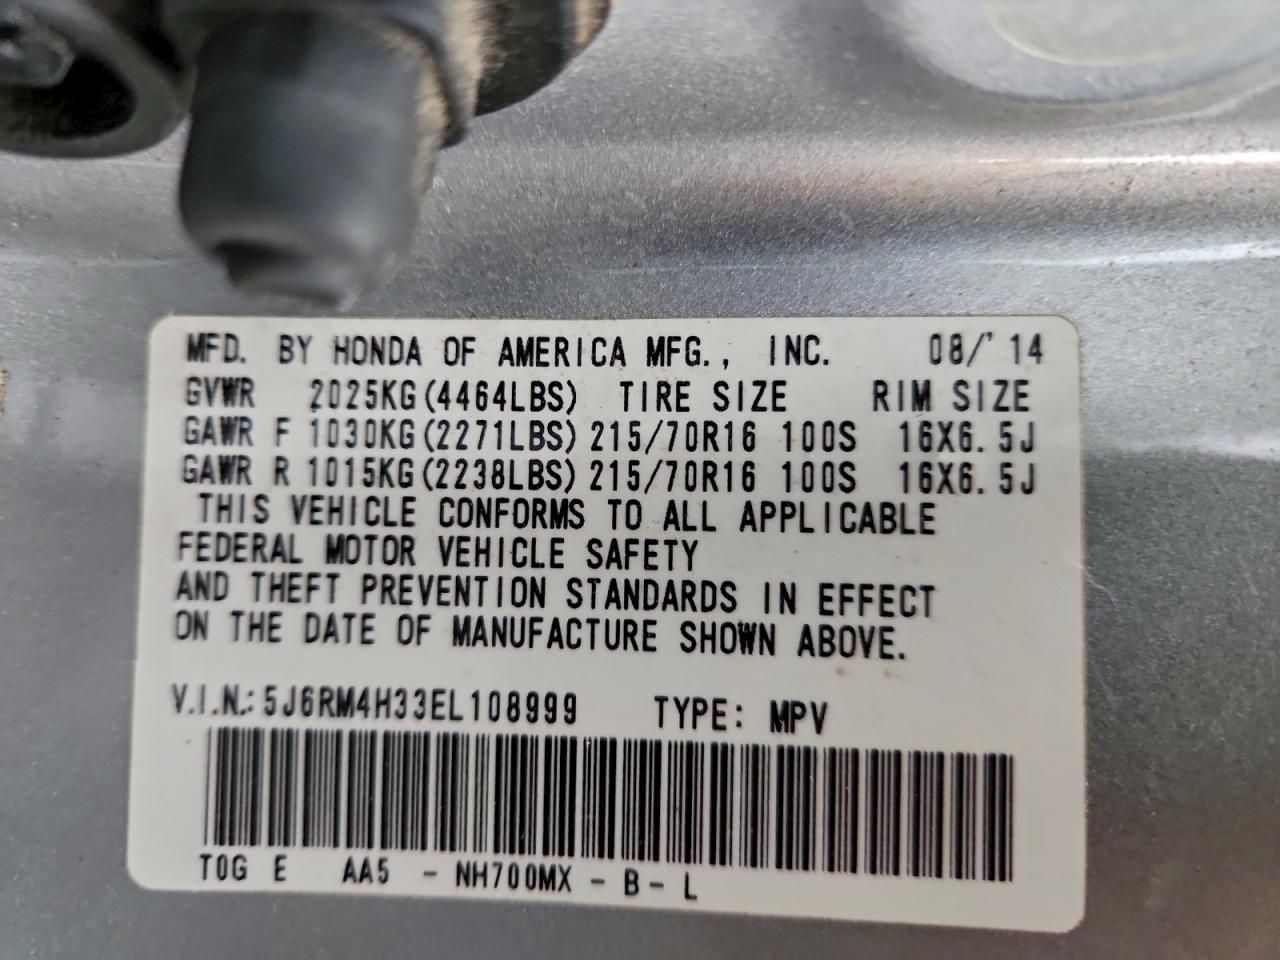 MFD. BY HONDA OF AMERICA MFG., INC. 08/'14
GVWR 2025KG(4464LBS) TIRE SIZE RIM SIZE
GAWR F 1030KG(2271LBS) 215/70R16 100S 16X6.5J
GAWR R 1015KG(2238LBS) 215/70R16 100S 16X6.5J
THIS VEHICLE CONFORMS TO ALL APPLICABLE
FEDERAL MOTOR VEHICLE SAFETY
AND THEFT PREVENTION STANDARDS IN EFFECT
ON THE DATE OF MANUFACTURE SHOWN ABOVE.
V.I.N.: 5J6RM4H33EL108999 TYPE: MPV
T0G E AA5 - NH700MX - B - L